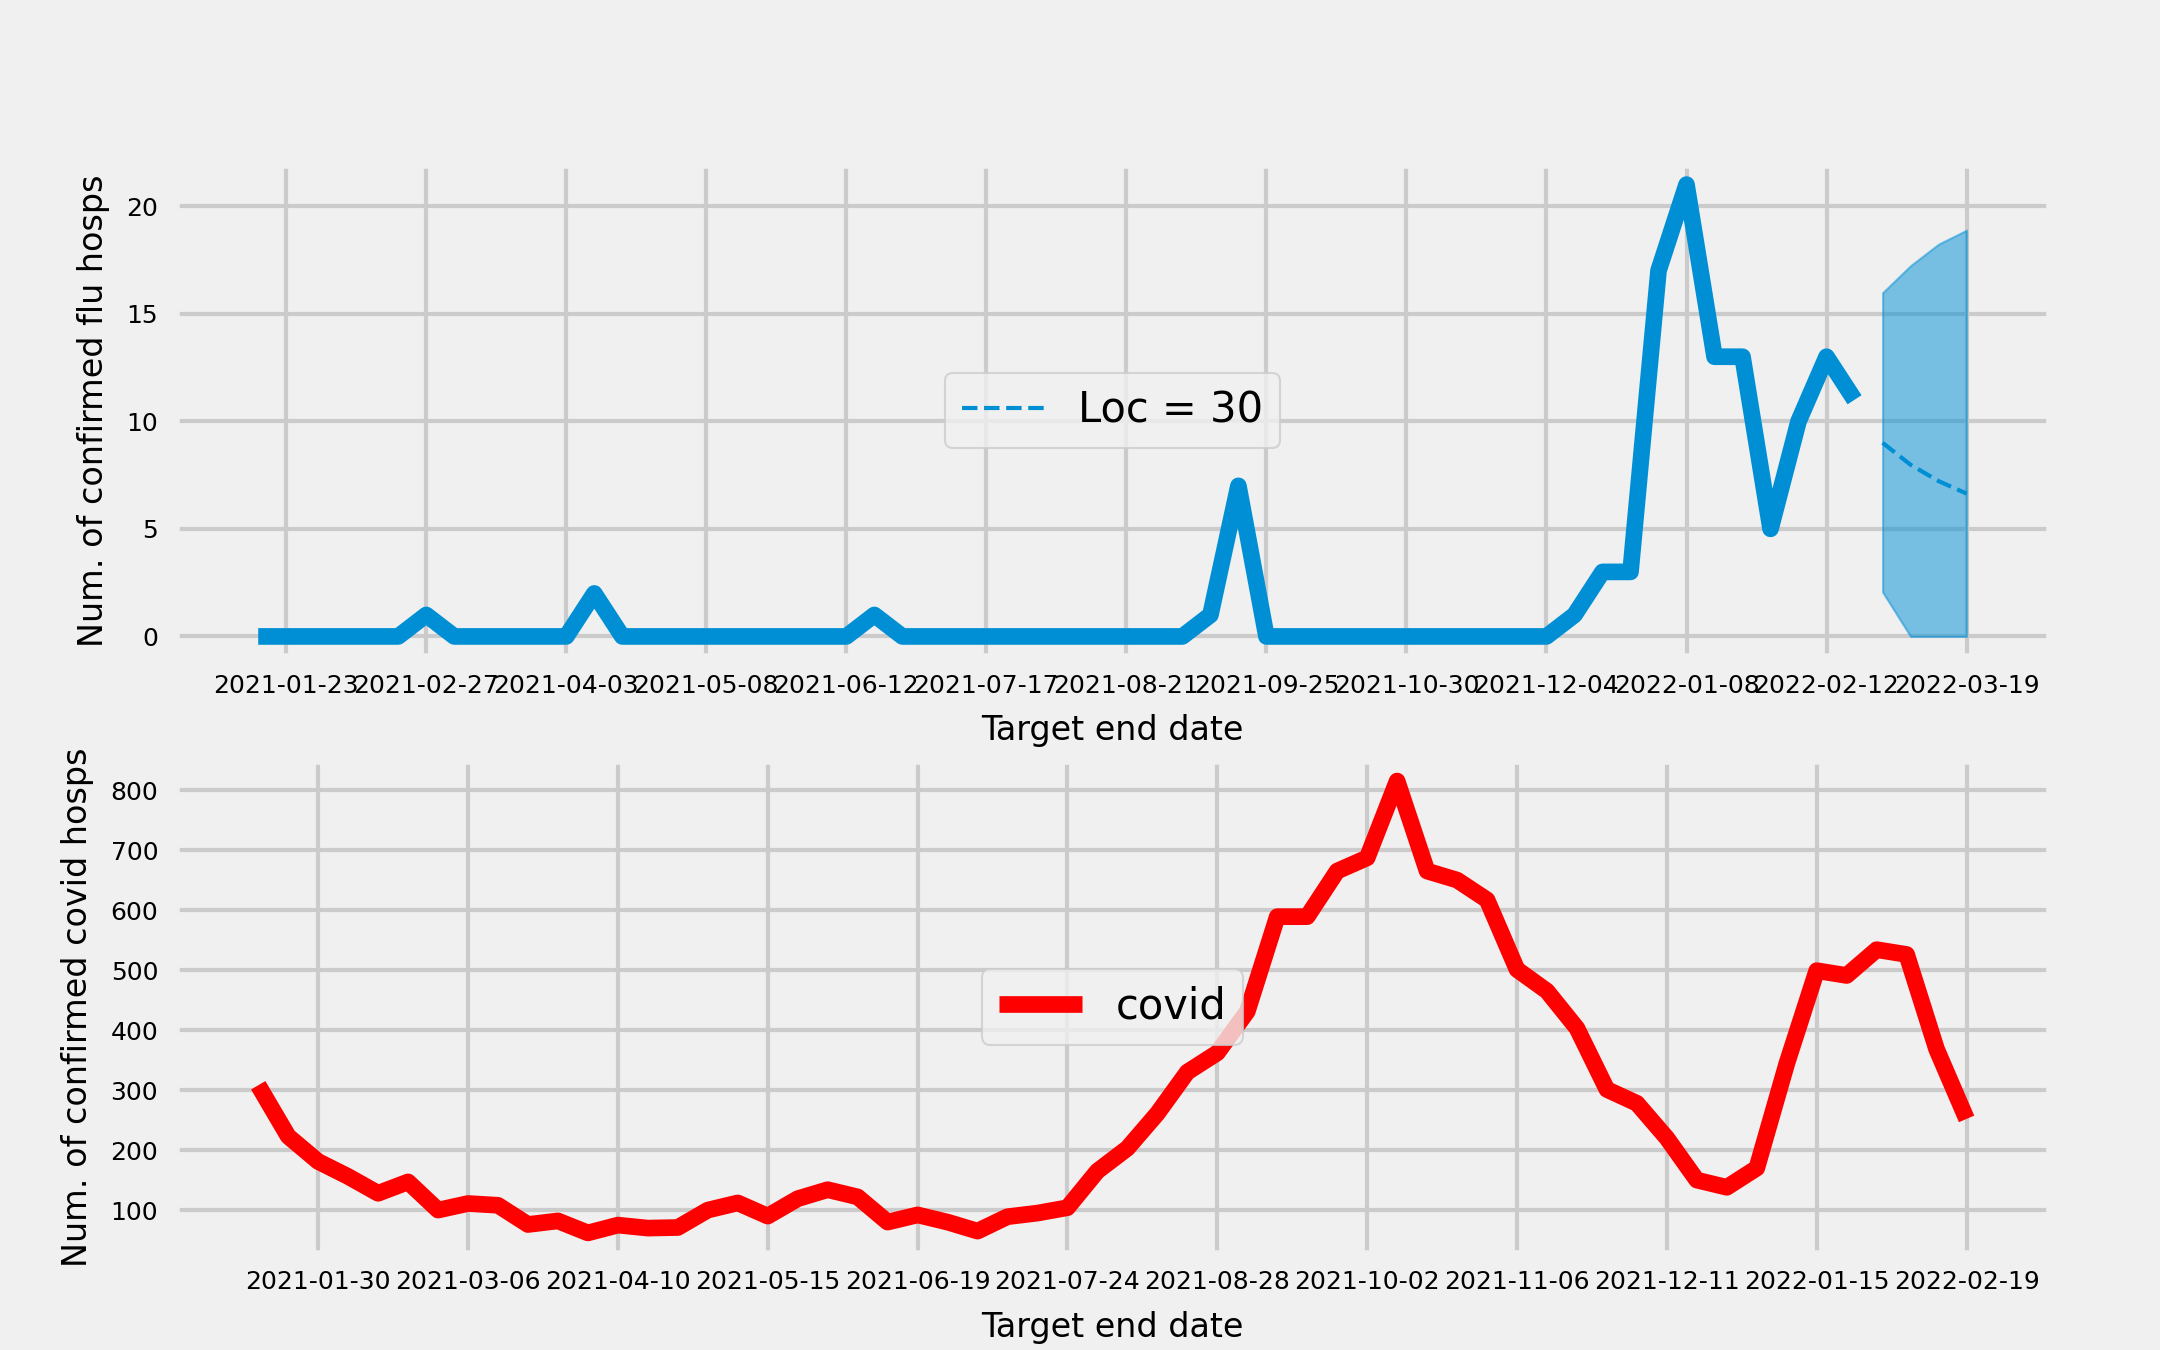 Num. of confirmed flu hosps
20
15
10
5
0
Loc = 30
2021-01-23 2021-02-27 2021-04-03 2021-05-08 2021-06-12 2021-07-17 2021-08-21 2021-09-25 2021-10-30 2021-12-04 2022-01-08 2022-02-12 2022-03-19
Target end date
Num. of confirmed covid hosps
800
700
600
500
400
300
200
100
covid
2021-01-30 2021-03-06 2021-04-10 2021-05-15 2021-06-19 2021-07-24 2021-08-28 2021-10-02 2021-11-06 2021-12-11 2022-01-15 2022-02-19
Target end date